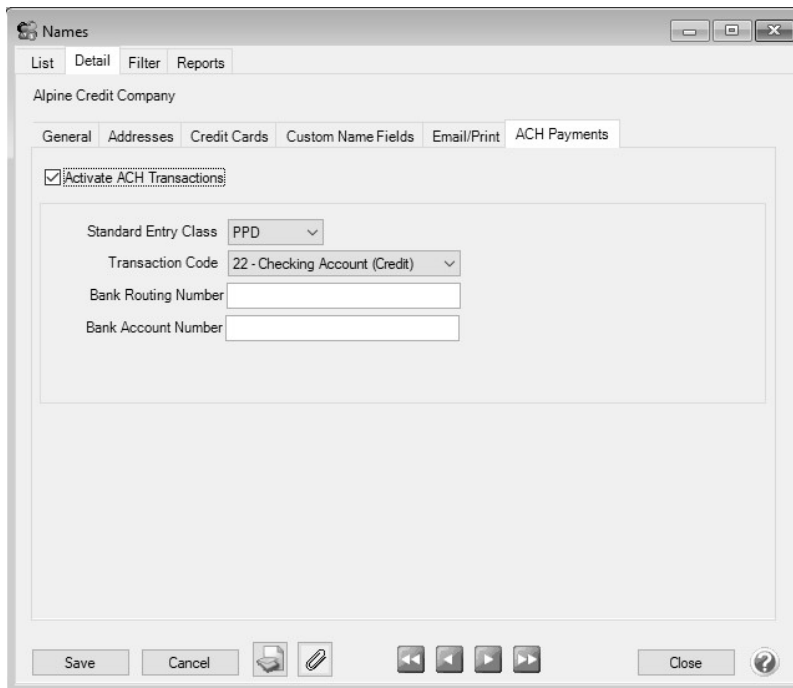 Names
List Detail Filter Reports
Alpine Credit Company
General Addresses Credit Cards Custom Name Fields Email/Print ACH Payments
Activate ACH Transactions
Standard Entry Class PPD
Transaction Code 22 - Checking Account (Credit)
Bank Routing Number
Bank Account Number
Save Cancel Close ?